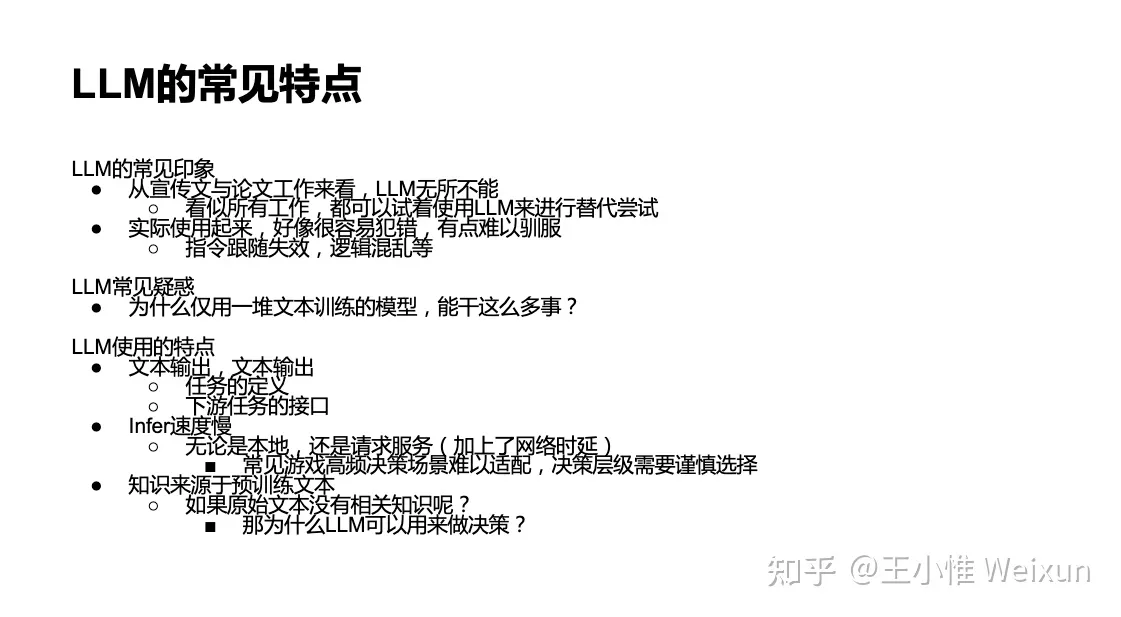 LLM的常见特点
LLM的常见印象
● 从宣传文与论文工作来看，LLM无所不能
○ 看似所有工作，都可以试着使用LLM来进行替代尝试
● 实际使用起来，好像很容易犯错，有点难以驯服
○ 指令跟随失效，逻辑混乱等
LLM常见疑惑
● 为什么仅用一堆文本训练的模型，能干这么多事？
LLM使用的特点
● 文本输出，文本输出
○ 任务的定义
○ 下游任务的接口
● Infer速度慢
○ 无论是本地，还是请求服务（加上了网络时延）
■ 常见游戏高频决策场景难以适配，决策层级需要谨慎选择
● 知识来源于预训练文本
○ 如果原始文本没有相关知识呢？
■ 那为什么LLM可以用来做决策？
知乎 @王小惟 Weixun